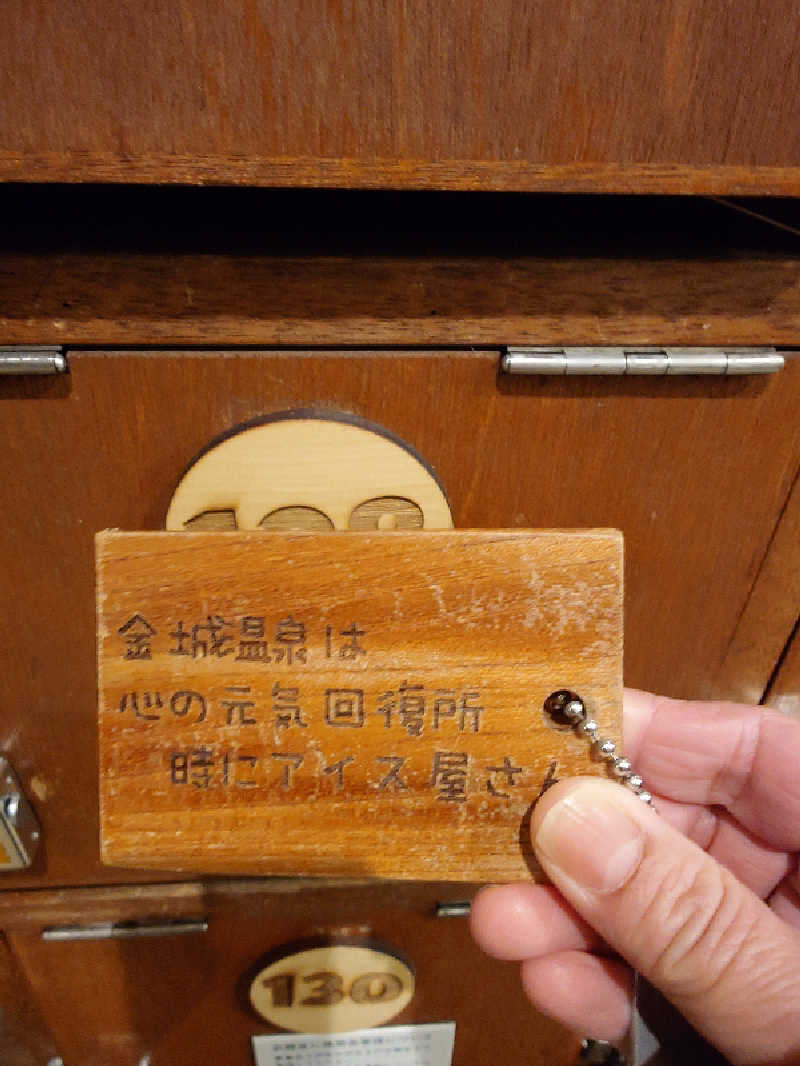 金城温泉は
心の元気回復所
時にアイス屋さん
130